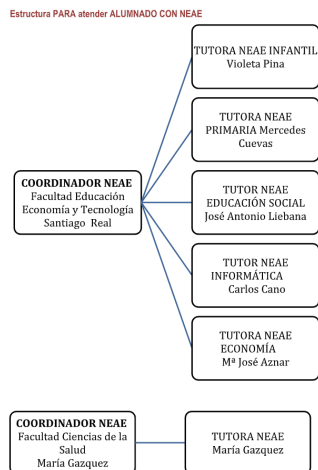 Estructura PARA atender ALUMNADO CON NEAE
TUTORA NEAE INFANTIL
Violeta Pina
TUTORA NEAE
PRIMARIA Mercedes
Cuevas
COORDINADOR NEAE
Facultad Educación
Economía y Tecnología
Santiago Real
TUTOR NEAE
EDUCACIÓN SOCIAL
José Antonio Liebana
TUTOR NEAE
INFORMÁTICA
Carlos Cano
TUTORA NEAE
ECONOMÍA
Mª José Aznar
COORDINADOR NEAE
Facultad Ciencias de la
Salud
María Gazquez
TUTORA NEAE
María Gazquez